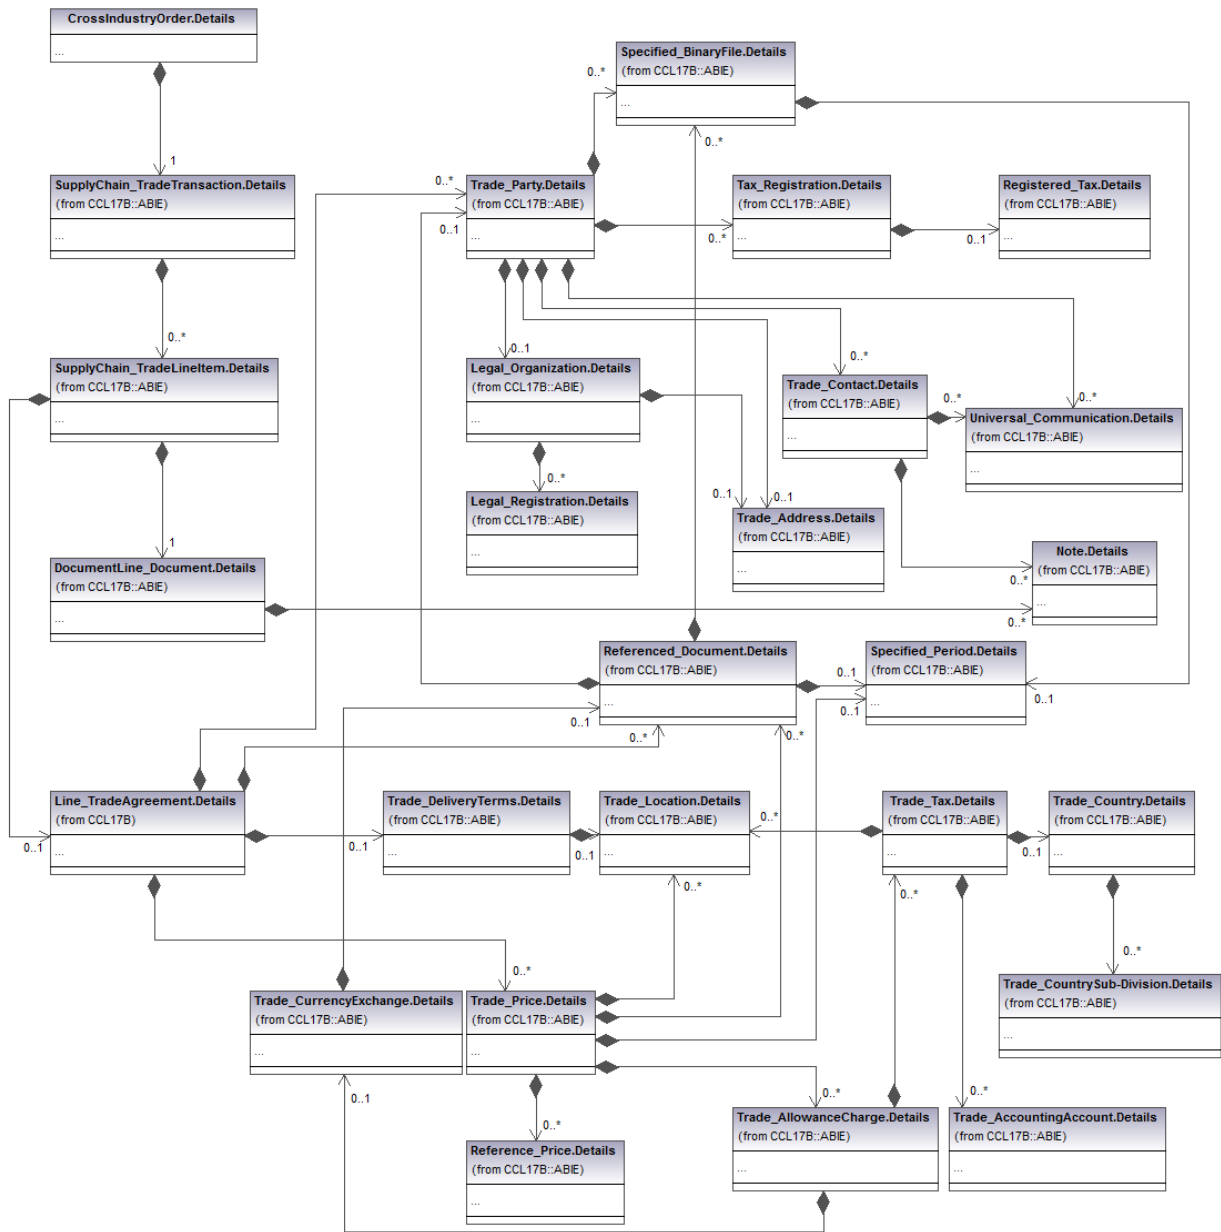 CrossIndustryOrder.Details
...
1
SupplyChain_TradeTransaction.Details
(from CCL17B::ABIE)
...
0..*
SupplyChain_TradeLineItem.Details
(from CCL17B::ABIE)
...
1
DocumentLine_Document.Details
(from CCL17B::ABIE)
...
0..*
Specified_BinaryFile.Details
(from CCL17B::ABIE)
...
0..*
0..*
Trade_Party.Details
(from CCL17B::ABIE)
...
0..*
0..1
0..*
Tax_Registration.Details
(from CCL17B::ABIE)
...
0..1
Registered_Tax.Details
(from CCL17B::ABIE)
...
0..1
Legal_Organization.Details
(from CCL17B::ABIE)
...
0..*
Legal_Registration.Details
(from CCL17B::ABIE)
...
0..*
Trade_Contact.Details
(from CCL17B::ABIE)
...
0..*
0..*
Universal_Communication.Details
(from CCL17B::ABIE)
...
0..1
0..1
Trade_Address.Details
(from CCL17B::ABIE)
...
Note.Details
(from CCL17B::ABIE)
...
0..*
0..*
Referenced_Document.Details
(from CCL17B::ABIE)
...
0..1
0..*
0..*
Specified_Period.Details
(from CCL17B::ABIE)
...
0..1
0..1
0..1
Line_TradeAgreement.Details
(from CCL17B)
...
0..1
Trade_DeliveryTerms.Details
(from CCL17B::ABIE)
...
0..1
Trade_Location.Details
(from CCL17B::ABIE)
...
0..1
0..*
0..*
Trade_Tax.Details
(from CCL17B::ABIE)
...
0..*
0..1
Trade_Country.Details
(from CCL17B::ABIE)
...
0..*
Trade_CountrySub-Division.Details
(from CCL17B::ABIE)
...
Trade_CurrencyExchange.Details
(from CCL17B::ABIE)
...
0..1
0..*
Trade_Price.Details
(from CCL17B::ABIE)
...
0..*
Reference_Price.Details
(from CCL17B::ABIE)
...
0..*
Trade_AllowanceCharge.Details
(from CCL17B::ABIE)
...
0..*
Trade_AccountingAccount.Details
(from CCL17B::ABIE)
...